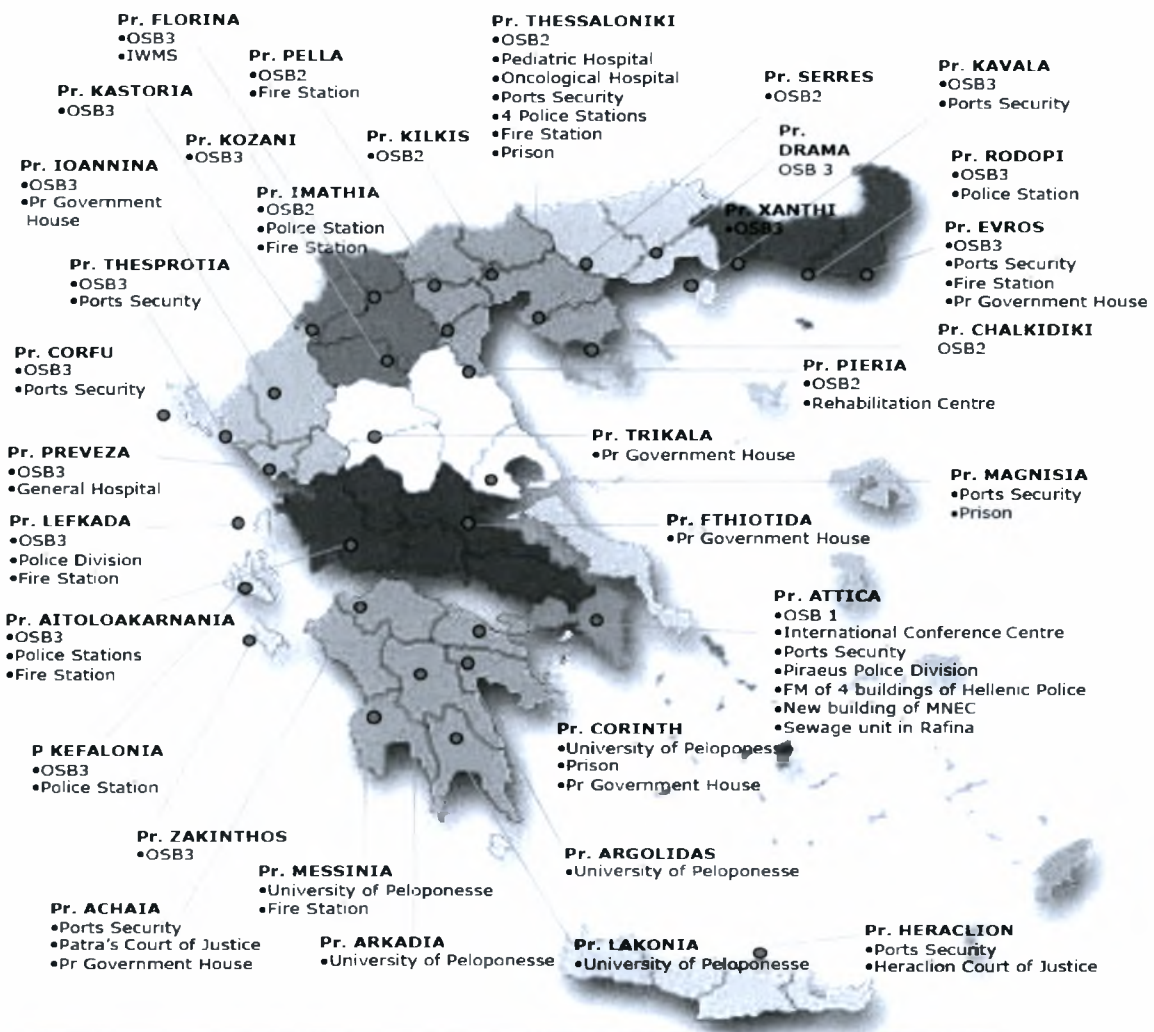 Pr. FLORINA
•OSB3
•IWMS
Pr. PELLA
•OSB2
•Fire Station
Pr. THESSALONIKI
•OSB2
•Pediatric Hospital
•Oncological Hospital
•Ports Security
•4 Police Stations
•Fire Station
•Prison
Pr. SERRES
•OSB2
Pr. KAVALA
•OSB3
•Ports Security
Pr. KASTORIA
•OSB3
Pr. KOZANI
•OSB3
Pr. KILKIS
•OSB2
Pr.
DRAMA
OSB 3
Pr. RODOPI
•OSB3
•Police Station
Pr. IOANNINA
•OSB3
•Pr Government
House
Pr. IMATHIA
•OSB2
•Police Station
•Fire Station
Pr. XANTHI
•OSB3
Pr. EVROS
•OSB3
•Ports Security
•Fire Station
•Pr Government House
Pr. THESPROTIA
•OSB3
•Ports Security
Pr. CHALKIDIKI
OSB2
Pr. CORFU
•OSB3
•Ports Security
Pr. PIERIA
•OSB2
•Rehabilitation Centre
Pr. TRIKALA
•Pr Government House
Pr. PREVEZA
•OSB3
•General Hospital
Pr. MAGNISIA
•Ports Security
•Prison
Pr. LEFKADA
•OSB3
•Police Division
•Fire Station
Pr. FTHIOTIDA
•Pr Government House
Pr. AITOLOAKARNANIA
•OSB3
•Police Stations
•Fire Station
Pr. ATTICA
•OSB 1
•International Conference Centre
•Ports Security
•Piraeus Police Division
•FM of 4 buildings of Hellenic Police
•New building of MNEC
•Sewage unit in Rafina
P KEFALONIA
•OSB3
•Police Station
Pr. CORINTH
•University of Peloponesse
•Prison
•Pr Government House
Pr. ZAKINTHOS
•OSB3
Pr. MESSINIA
•University of Peloponesse
•Fire Station
Pr. ARGOLIDAS
•University of Peloponesse
Pr. ACHAIA
•Ports Security
•Patra's Court of Justice
•Pr Government House
Pr. ARKADIA
•University of Peloponesse
Pr. LAKONIA
•University of Peloponesse
Pr. HERACLION
•Ports Security
•Heraclion Court of Justice